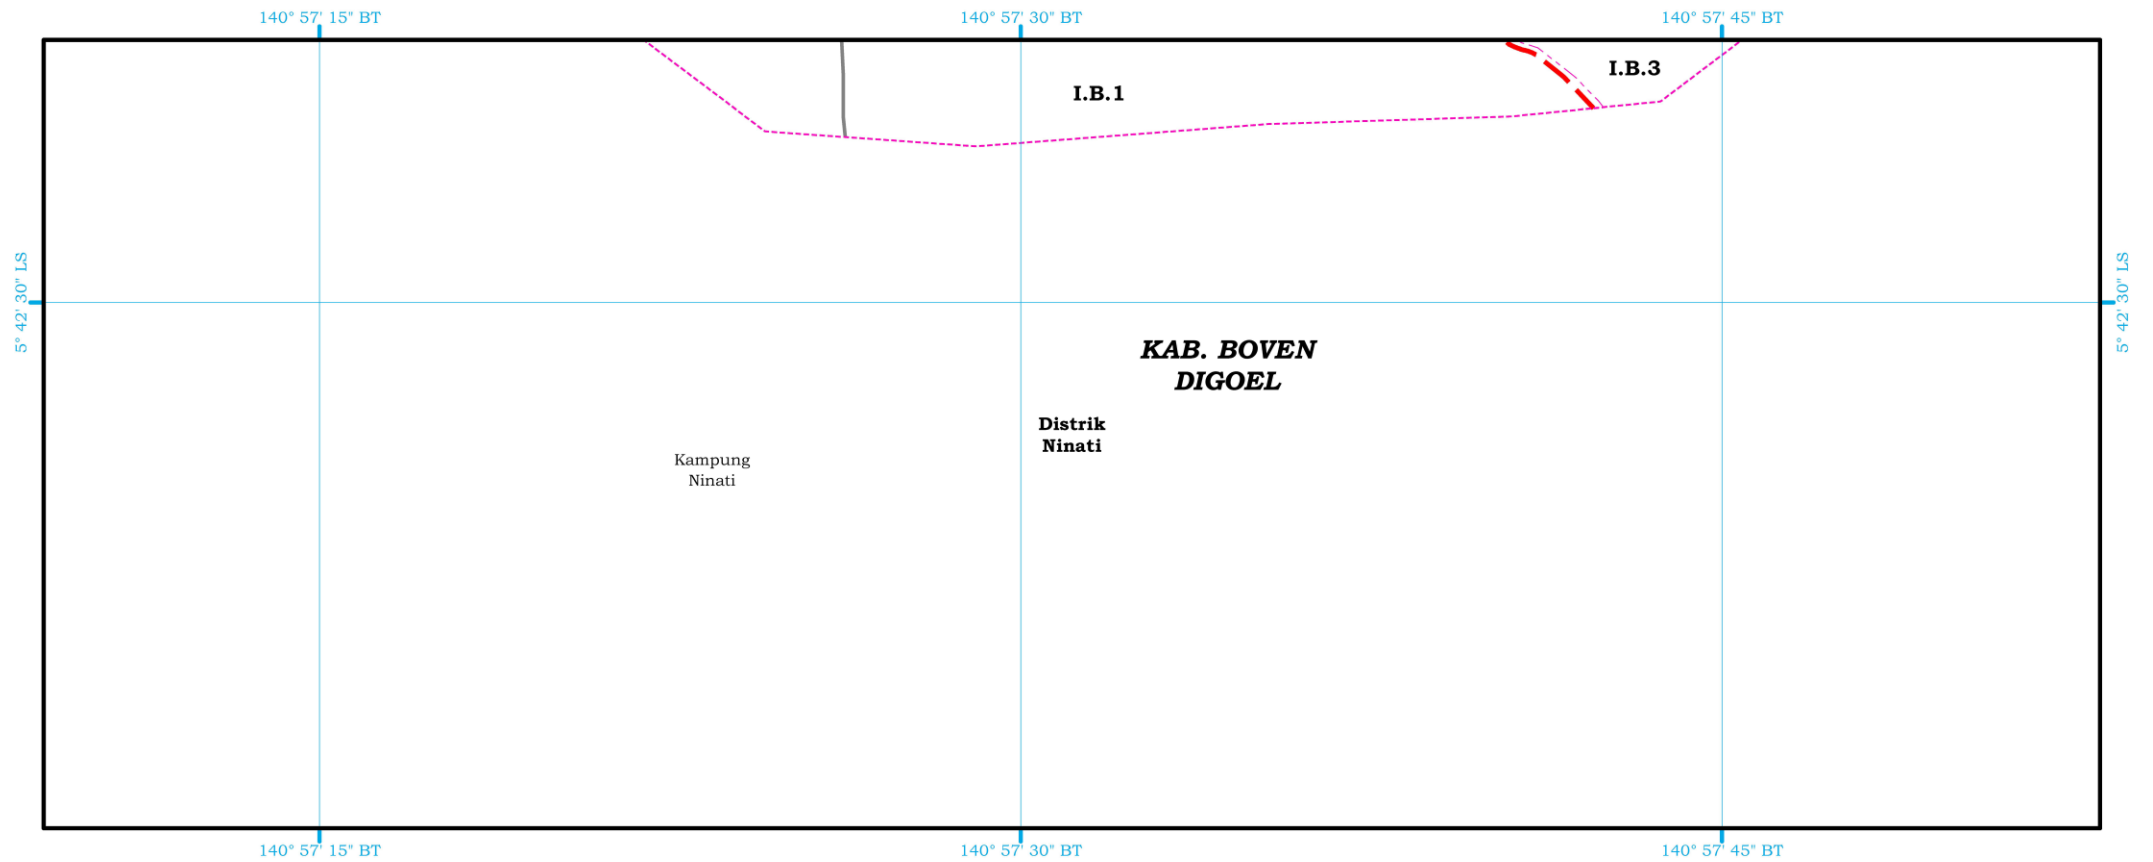 140° 57' 15" BT
140° 57' 30" BT
140° 57' 45" BT
I.B.3
I.B.1
5° 42' 30" LS
5° 42' 30" LS
KAB. BOVEN
DIGOEL
Distrik
Ninati
Kampung
Ninati
140° 57' 15" BT
140° 57' 30" BT
140° 57' 45" BT